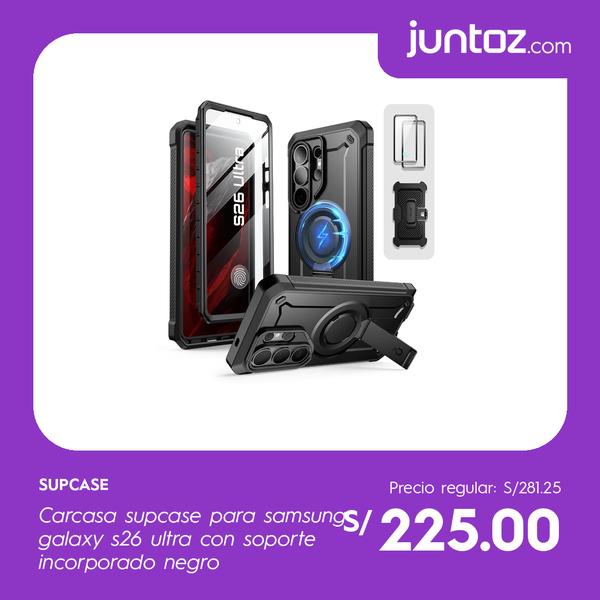 juntoz.com
S26 Ultra
SUPCASE
Precio regular: S/281.25
Carcasa supcase para samsung
galaxy s26 ultra con soporte
incorporado negro
S/ 225.00